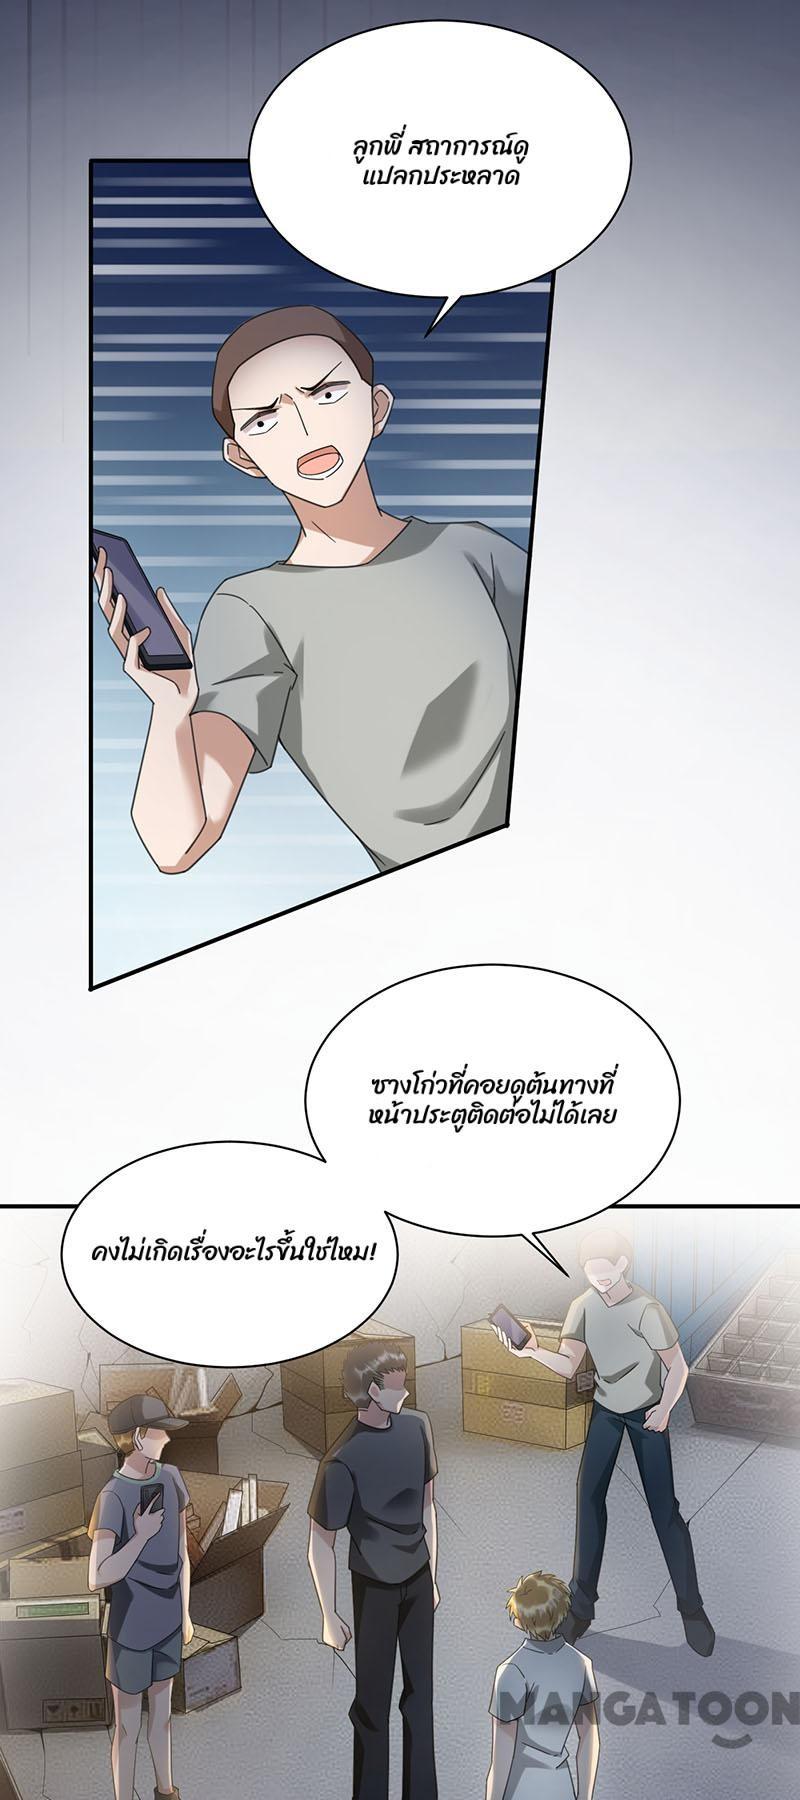 ลูกพี่ สถาการณ์ดู
แปลกประหลาด
ซางโก่วที่คอยดูต้นทางที่
หน้าประตูติดต่อไม่ได้เลย
คงไม่เกิดเรื่องอะไรขึ้นใช่ไหม!
MANGATOON